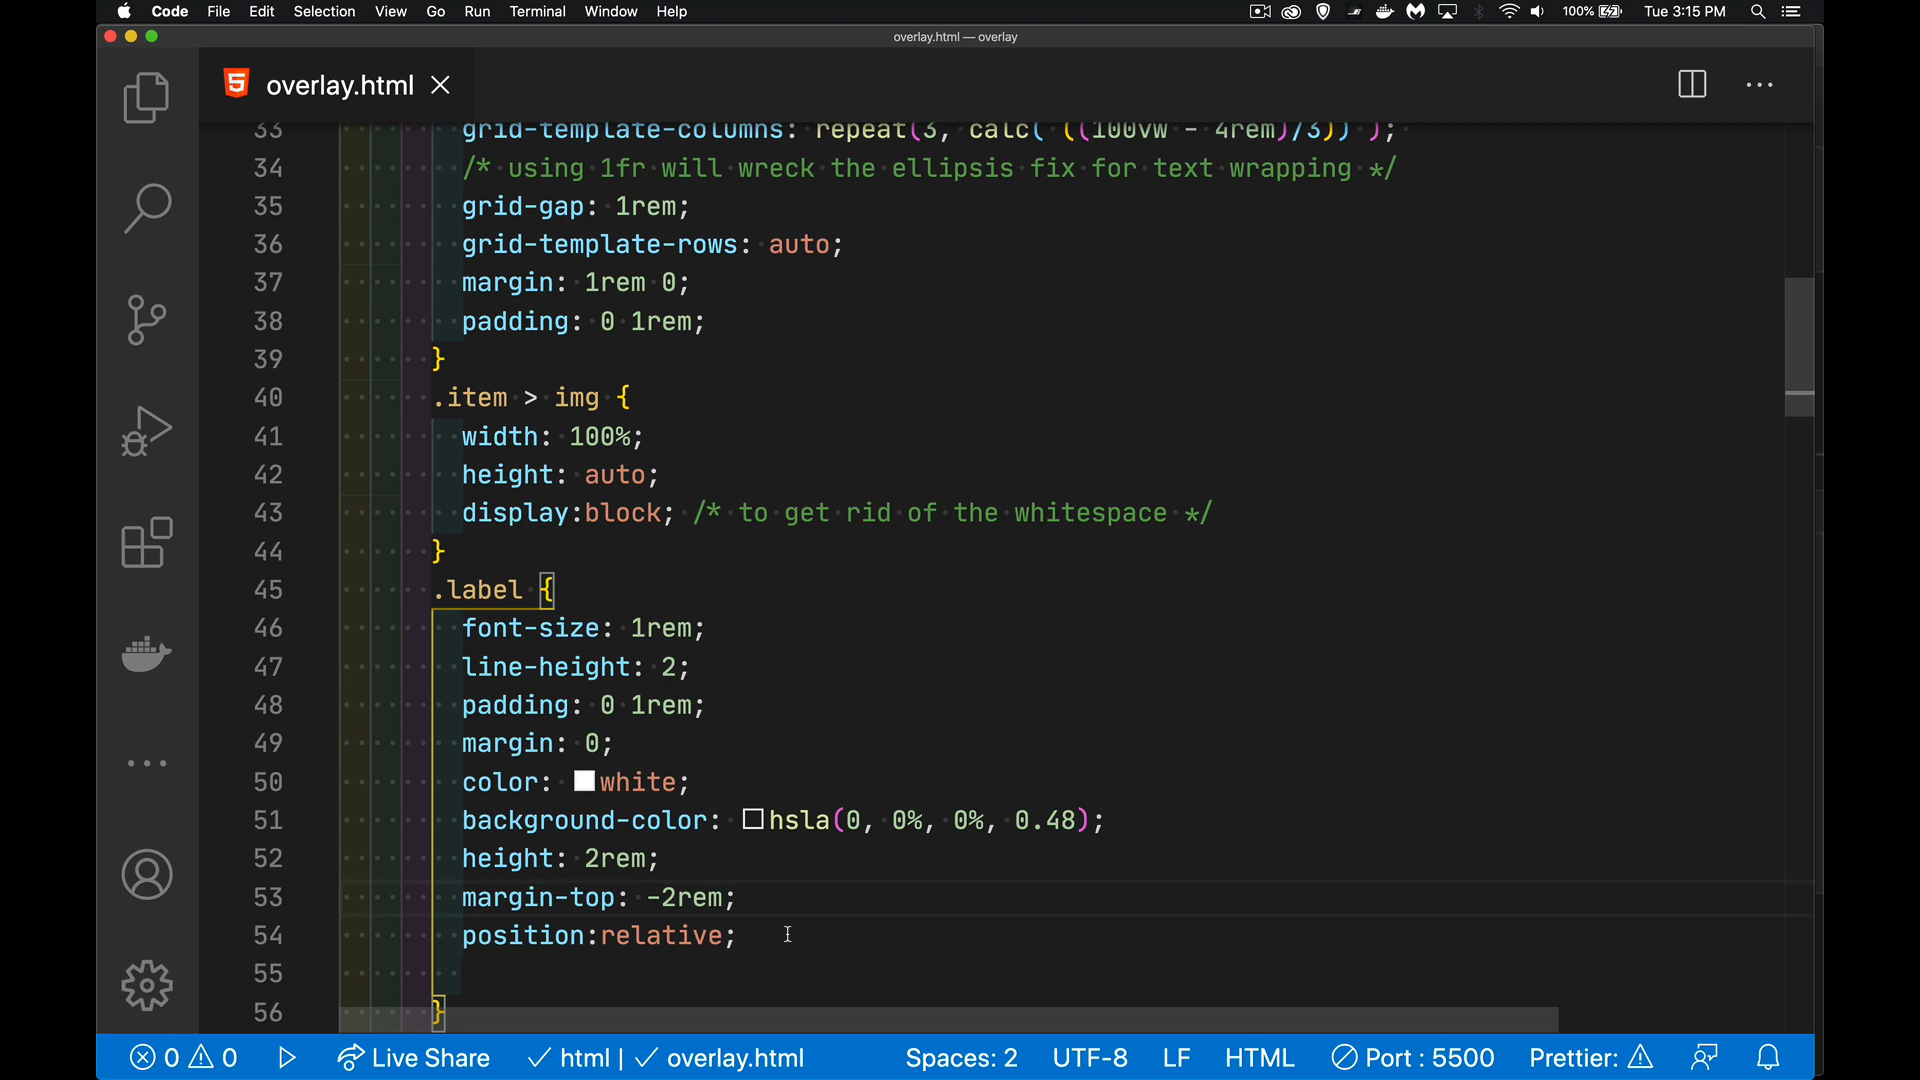 Code File Edit Selection View Go Run Terminal Window Help 100% Tue 3:15 PM
overlay.html — overlay
5 overlay.html
33 grid-template-columns: repeat(3, calc( ((100vw - 4rem)/3)) );
34 /* using 1fr will wreck the ellipsis fix for text wrapping */
35 grid-gap: 1rem;
36 grid-template-rows: auto;
37 margin: 1rem 0;
38 padding: 0 1rem;
39 }
40 .item > img {
41 width: 100%;
42 height: auto;
43 display:block; /* to get rid of the whitespace */
44 }
45 .label {
46 font-size: 1rem;
47 line-height: 2;
48 padding: 0 1rem;
49 margin: 0;
50 color: white;
51 background-color: hsla(0, 0%, 0%, 0.48);
52 height: 2rem;
53 margin-top: -2rem;
54 position:relative;
55
56 }
0 0 Live Share html | overlay.html Spaces: 2 UTF-8 LF HTML Port : 5500 Prettier: